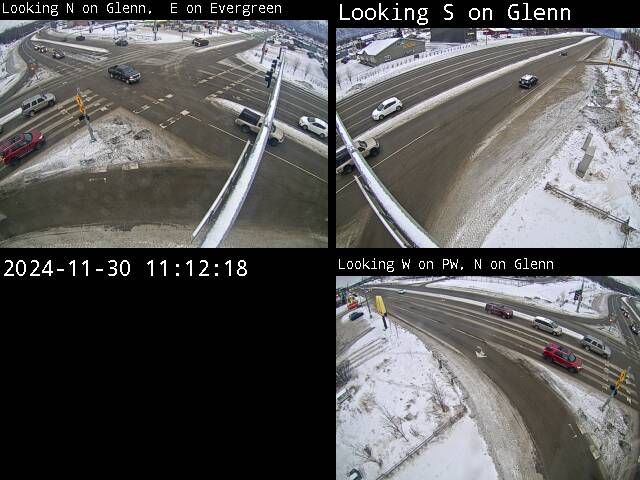 Looking N on Glenn,  E on Evergreen
Looking S on Glenn
2024-11-30 11:12:18
Looking W on PW, N on Glenn